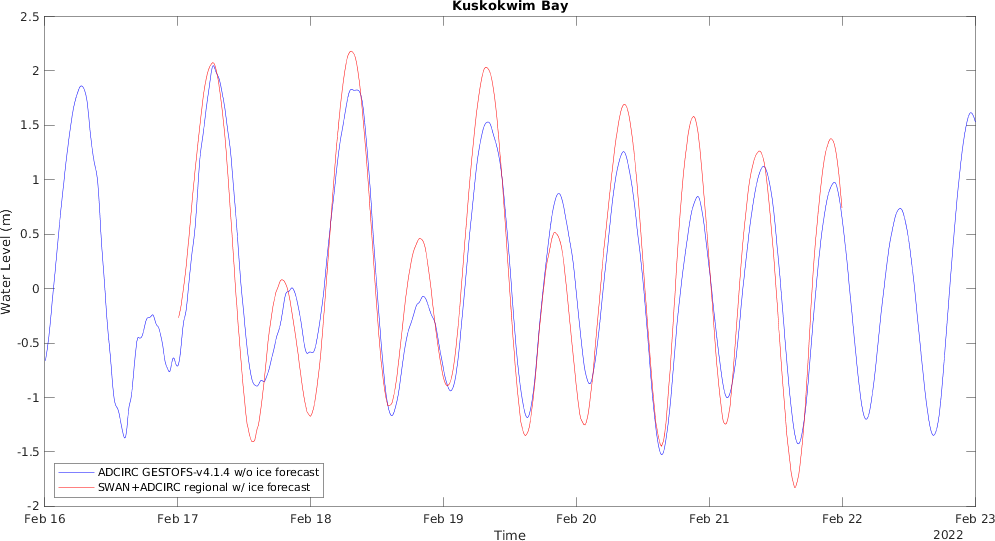 Kuskokwim Bay
2.5
2
1.5
1
0.5
0
-0.5
-1
-1.5
-2
Water Level (m)
ADCIRC GESTOFS-v4.1.4 w/o ice forecast
SWAN+ADCIRC regional w/ ice forecast
Feb 16 Feb 17 Feb 18 Feb 19 Feb 20 Feb 21 Feb 22 Feb 23
Time
2022